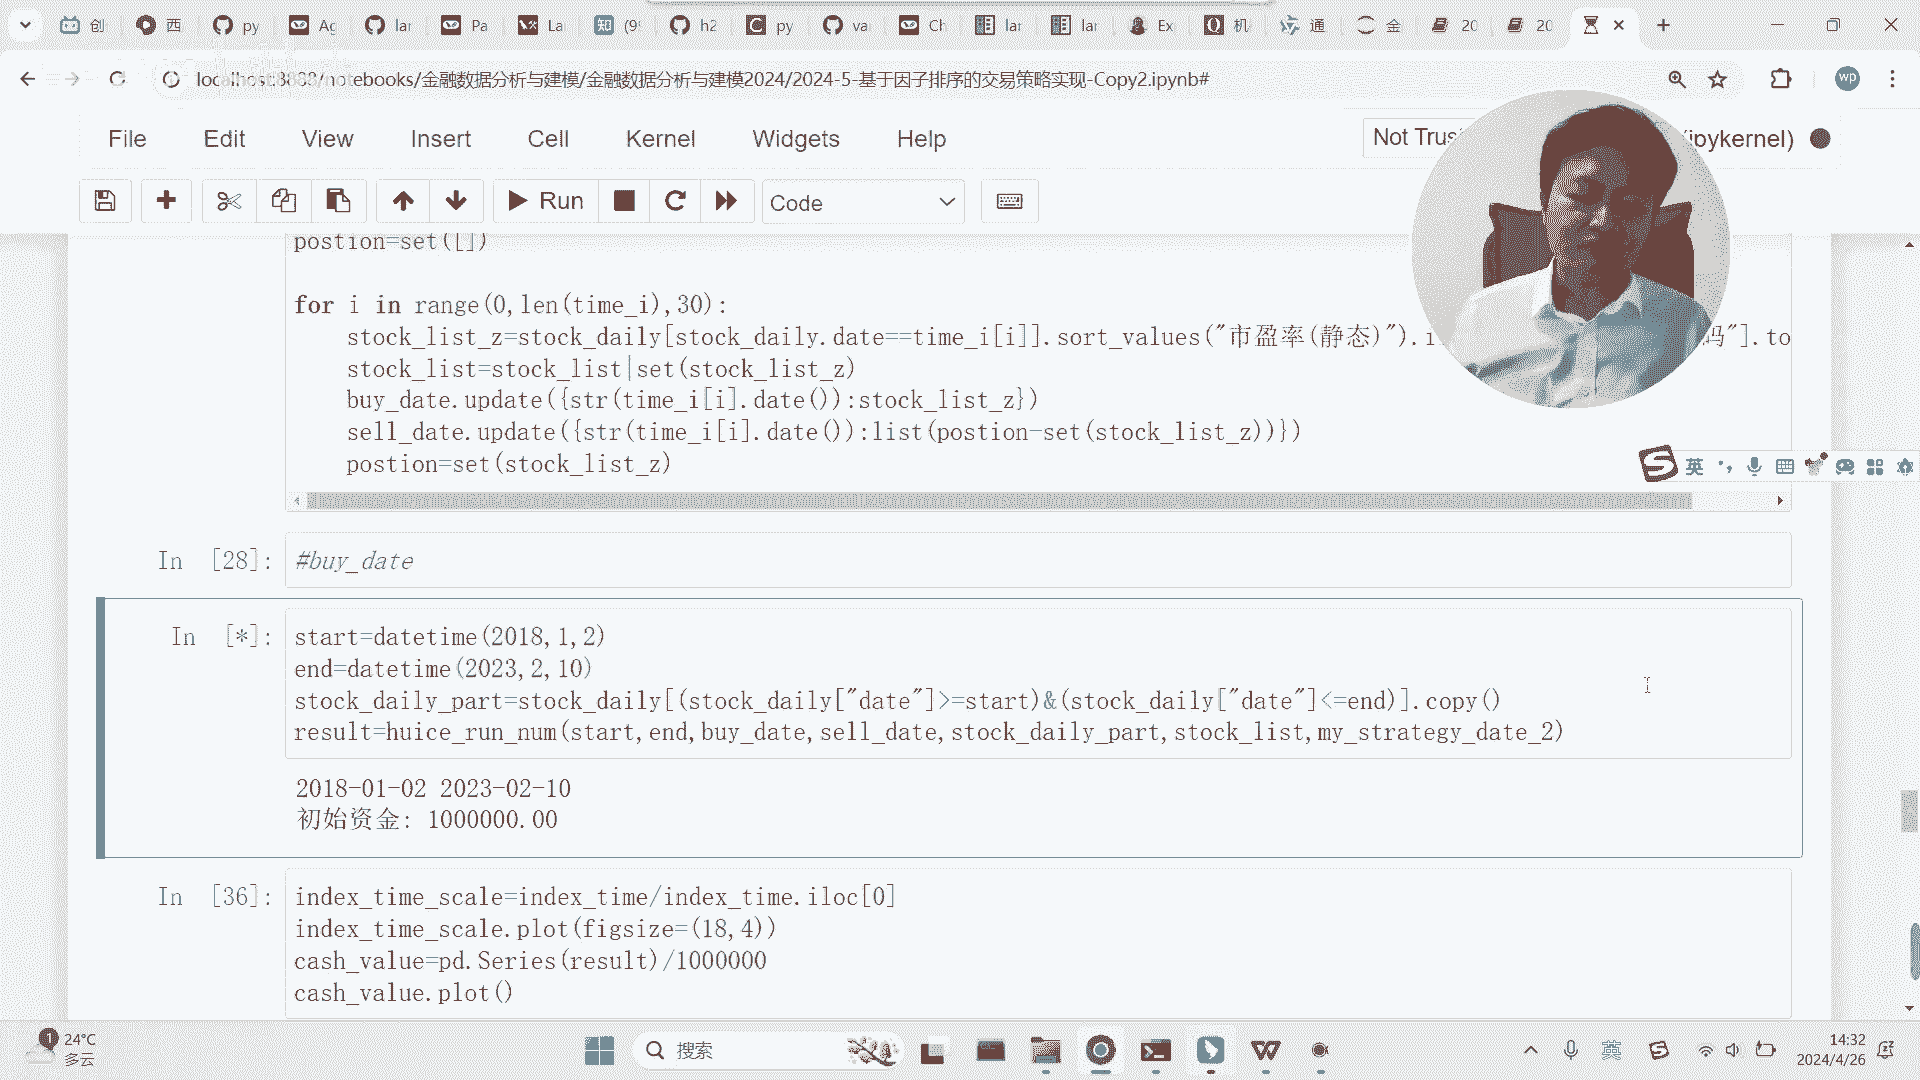 创
西
py
Ag
lar
Pa
La
知 (9
h2
py
va
Ch
lar
lar
Ex
机
通
金
20
20
localhost:8888/notebooks/金融数据分析与建模/金融数据分析与建模2024/2024-5-基于因子排序的交易策略实现-Copy2.ipynb#
wp
File Edit View Insert Cell Kernel Widgets Help
Not Trus
(ipykernel)
Run
Code
postion=set([])
for i in range(0,len(time_i),30):
stock_list_z=stock_daily[stock_daily.date==time_i[i]].sort_values("市盈率(静态)").i
码"].to
stock_list=stock_list|set(stock_list_z)
buy_date.update({str(time_i[i].date()):stock_list_z})
sell_date.update({str(time_i[i].date()):list(postion-set(stock_list_z))})
postion=set(stock_list_z)
英
In [28]: #buy_date
In [*]: start=datetime(2018,1,2)
end=datetime(2023,2,10)
stock_daily_part=stock_daily[(stock_daily["date"]>=start)&(stock_daily["date"]<=end)].copy()
result=huice_run_num(start,end,buy_date,sell_date,stock_daily_part,stock_list,my_strategy_date_2)
2018-01-02 2023-02-10
初始资金: 1000000.00
In [36]: index_time_scale=index_time/index_time.iloc[0]
index_time_scale.plot(figsize=(18,4))
cash_value=pd.Series(result)/1000000
cash_value.plot()
1
24°C
多云
搜索
英
14:32
2024/4/26